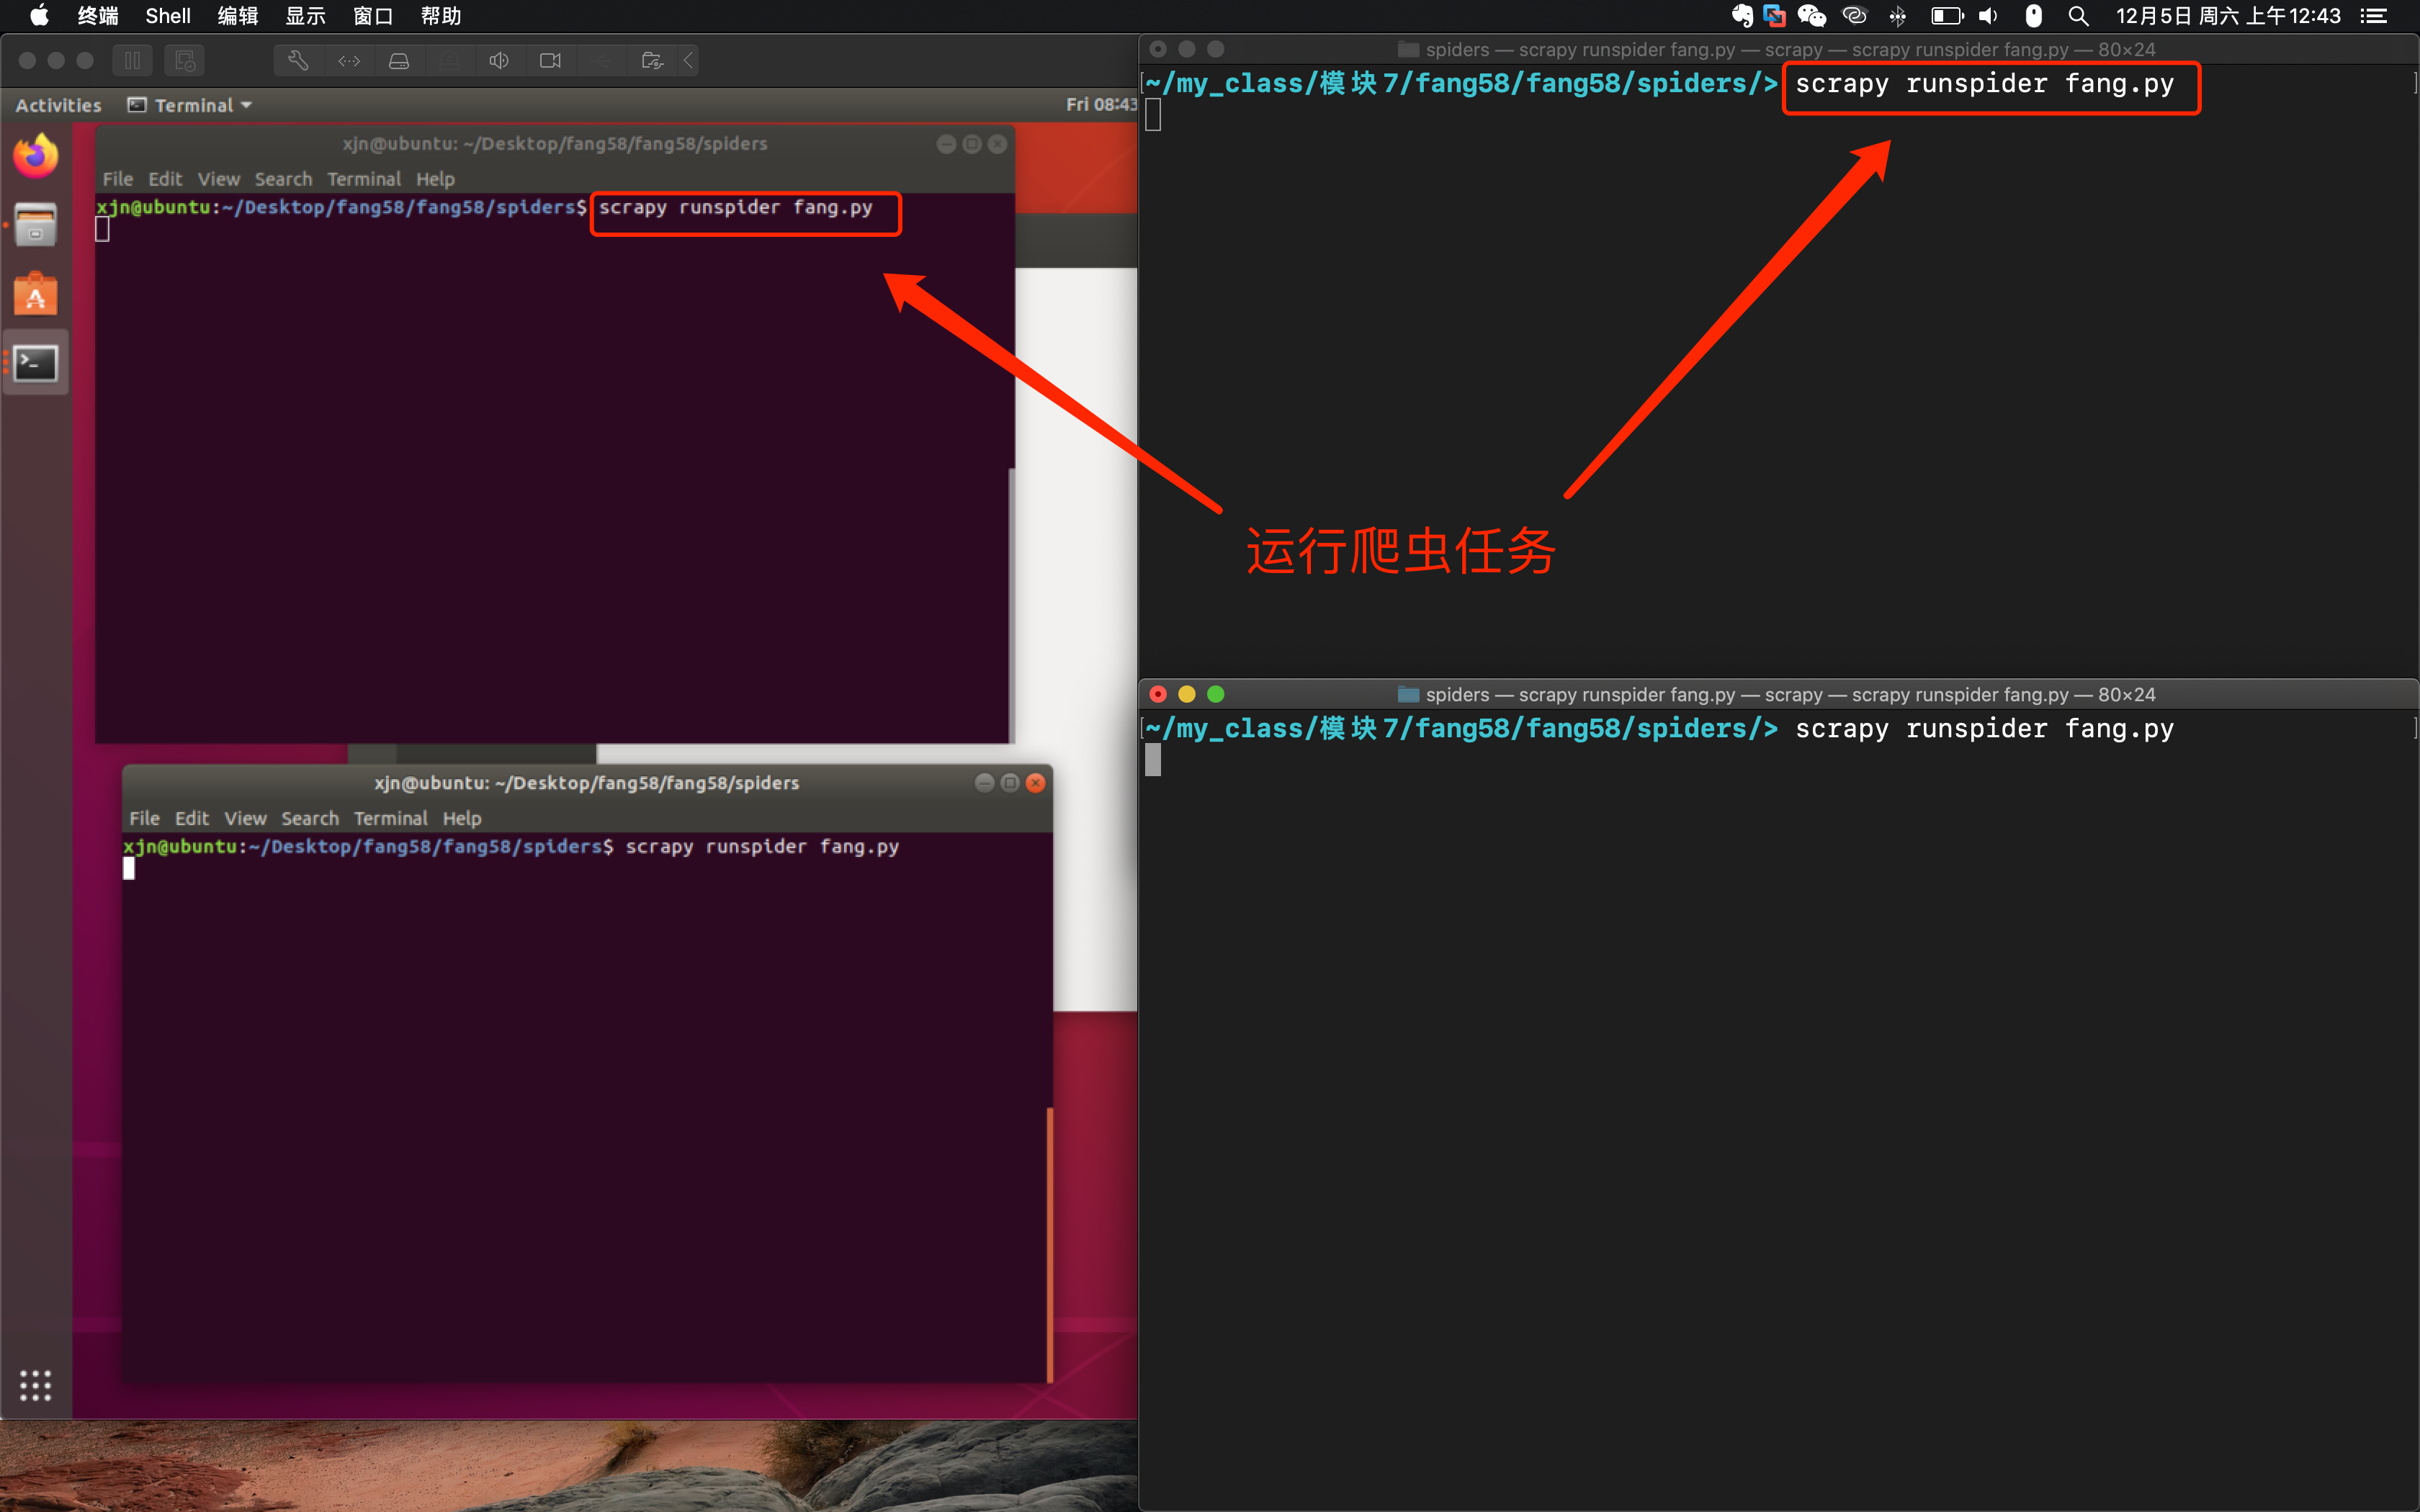 终端 Shell 编辑 显示 窗口 帮助 12月5日 周六 上午12:43
Activities Terminal Fri 08:43
xjn@ubuntu: ~/Desktop/fang58/fang58/spiders
File Edit View Search Terminal Help
xjn@ubuntu:~/Desktop/fang58/fang58/spiders$ scrapy runspider fang.py
spiders — scrapy runspider fang.py — scrapy — scrapy runspider fang.py — 80×24
[~/my_class/模块7/fang58/fang58/spiders/> scrapy runspider fang.py ]
运行爬虫任务
xjn@ubuntu: ~/Desktop/fang58/fang58/spiders
File Edit View Search Terminal Help
xjn@ubuntu:~/Desktop/fang58/fang58/spiders$ scrapy runspider fang.py
spiders — scrapy runspider fang.py — scrapy — scrapy runspider fang.py — 80×24
[~/my_class/模块7/fang58/fang58/spiders/> scrapy runspider fang.py ]